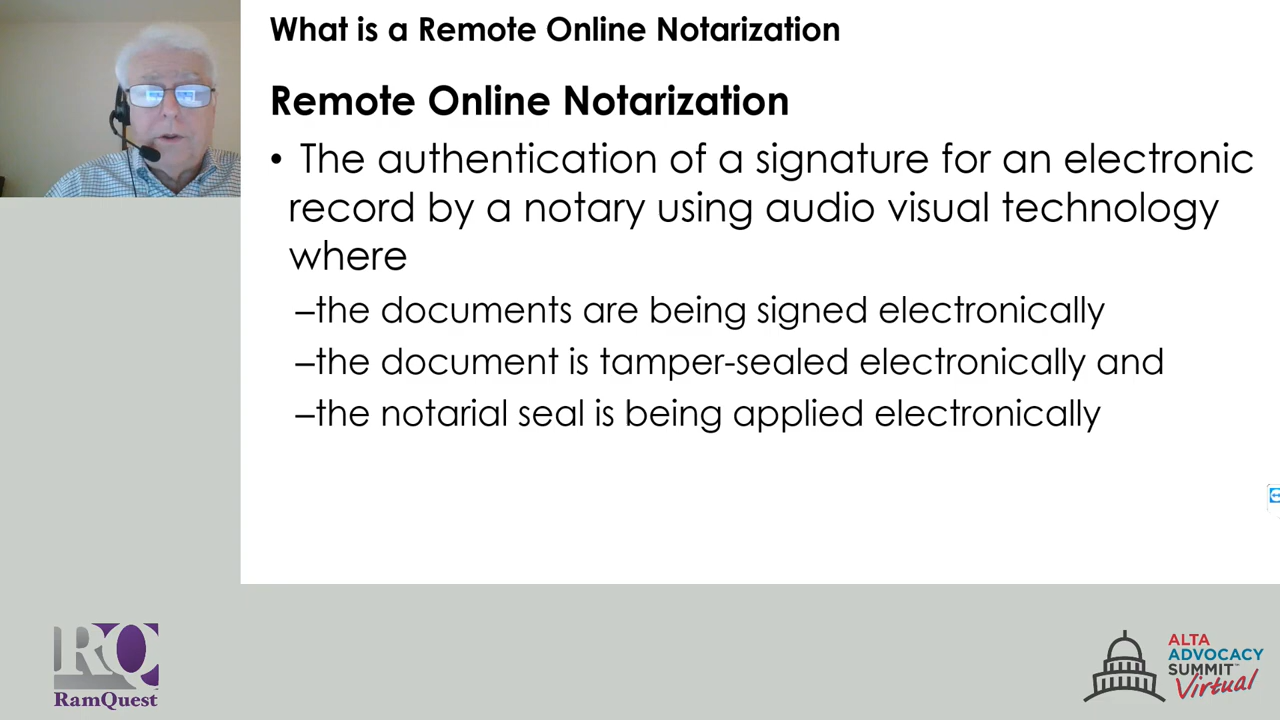 What is a Remote Online Notarization
Remote Online Notarization
• The authentication of a signature for an electronic
record by a notary using audio visual technology
where
–the documents are being signed electronically
–the document is tamper-sealed electronically and
–the notarial seal is being applied electronically
RQ
RamQuest
ALTA
ADVOCACY
SUMMIT™
Virtual